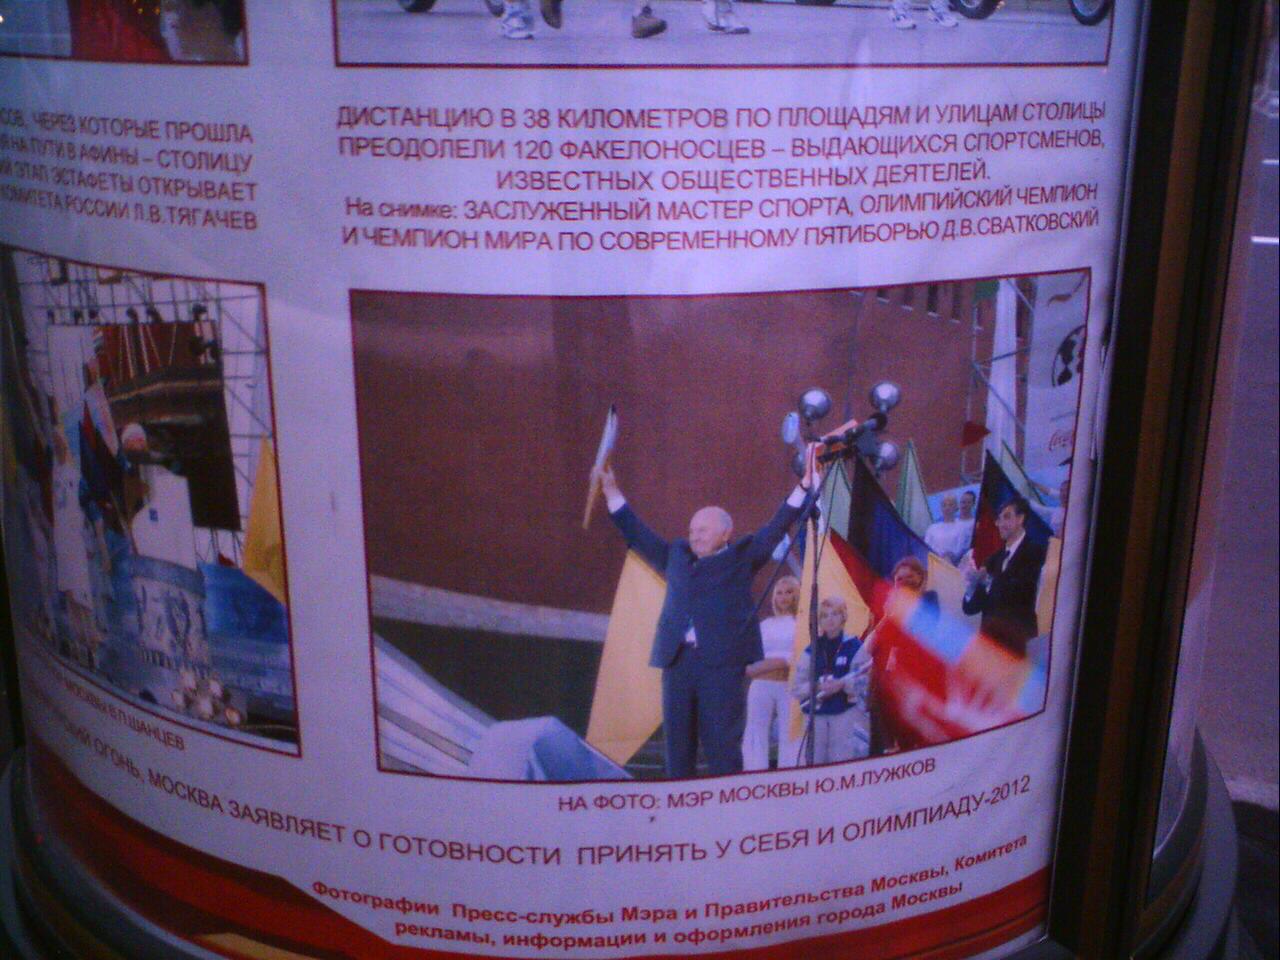 ССОВ, ЧЕРЕЗ КОТОРЫЕ ПРОШЛА
НА ПУТИ В АФИНЫ – СТОЛИЦУ
ЭТАП ЭСТАФЕТЫ ОТКРЫВАЕТ
КОМИТЕТА РОССИИ Л.В.ТЯГАЧЕВ
ДИСТАНЦИЮ В 38 КИЛОМЕТРОВ ПО ПЛОЩАДЯМ И УЛИЦАМ СТОЛИЦЫ
ПРЕОДОЛЕЛИ 120 ФАКЕЛОНОСЦЕВ – ВЫДАЮЩИХСЯ СПОРТСМЕНОВ,
ИЗВЕСТНЫХ ОБЩЕСТВЕННЫХ ДЕЯТЕЛЕЙ.
На снимке: ЗАСЛУЖЕННЫЙ МАСТЕР СПОРТА, ОЛИМПИЙСКИЙ ЧЕМПИОН
И ЧЕМПИОН МИРА ПО СОВРЕМЕННОМУ ПЯТИБОРЬЮ Д.В.СВАТКОВСКИЙ
МОСКВЫ В.П.ШАНЦЕВ
НА ФОТО: МЭР МОСКВЫ Ю.М.ЛУЖКОВ
ОГОНЬ, МОСКВА ЗАЯВЛЯЕТ О ГОТОВНОСТИ ПРИНЯТЬ У СЕБЯ И ОЛИМПИАДУ-2012
Фотографии Пресс-службы Мэра и Правительства Москвы, Комитета
рекламы, информации и оформления города Москвы